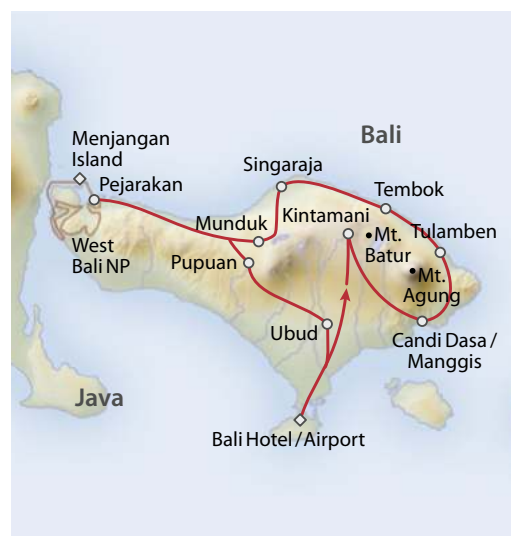 Bali
Menjangan
Island
Pejarakan
Singaraja
Tembok
Munduk
Kintamani
Mt.
Batur
Tulamben
West
Bali NP
Pupuan
Mt.
Agung
Ubud
Candi Dasa /
Manggis
Java
Bali Hotel / Airport